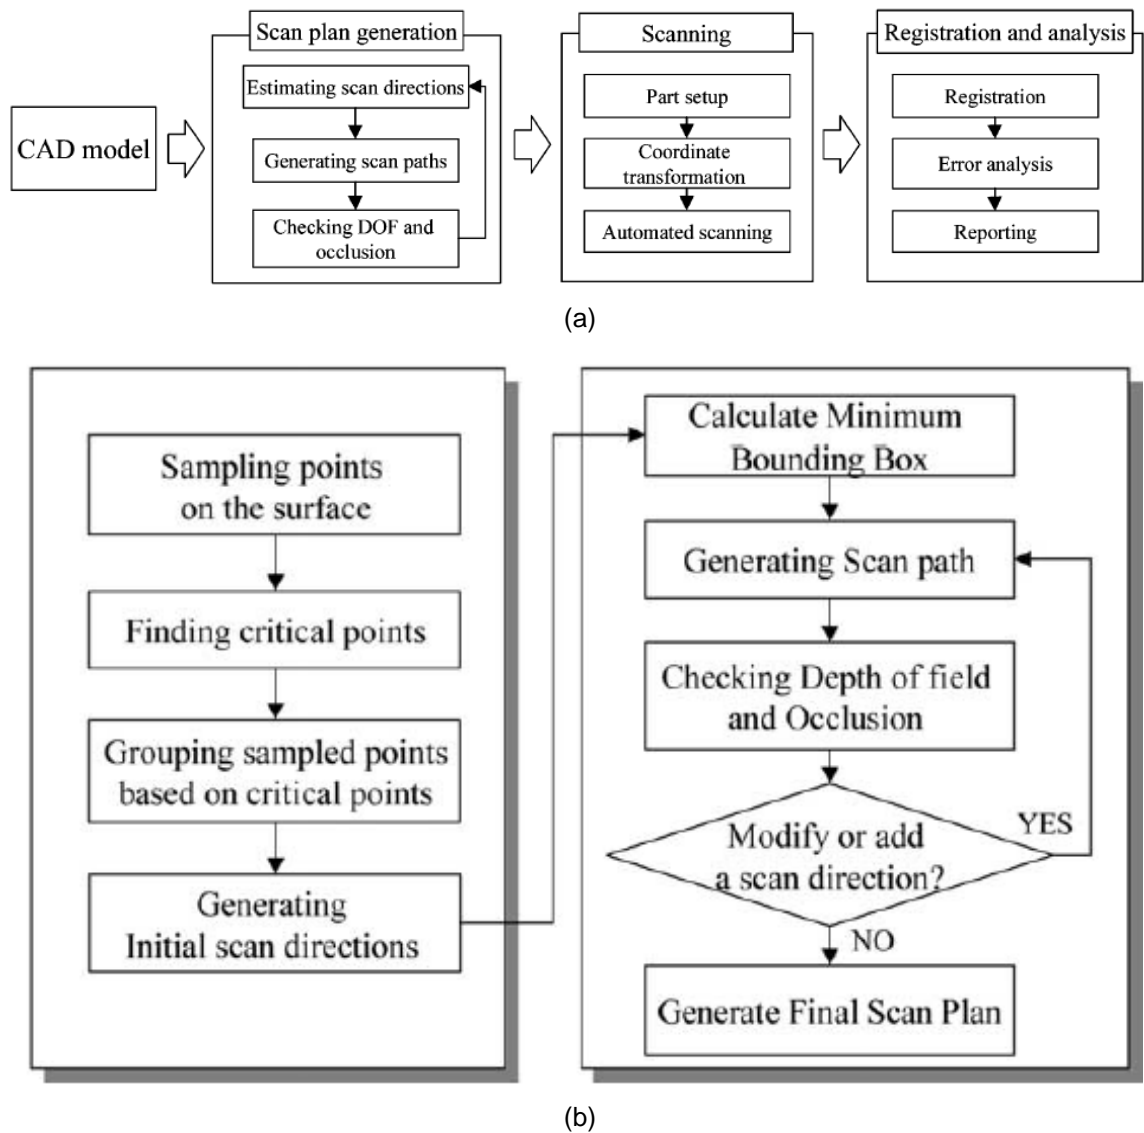 CAD model
Scan plan generation
Estimating scan directions
Generating scan paths
Checking DOF and
occlusion
Scanning
Part setup
Coordinate
transformation
Automated scanning
Registration and analysis
Registration
Error analysis
Reporting
(a)
Sampling points
on the surface
Finding critical points
Grouping sampled points
based on critical points
Generating
Initial scan directions
Calculate Minimum
Bounding Box
Generating Scan path
Checking Depth of field
and Occlusion
Modify or add
a scan direction?
YES
NO
Generate Final Scan Plan
(b)